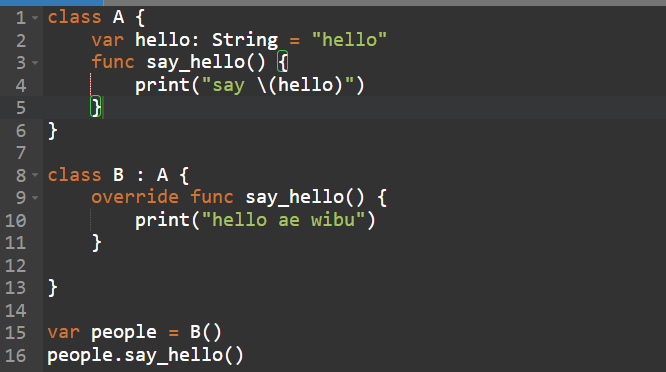 1 class A {
2     var hello: String = "hello"
3     func say_hello() {
4         print("say \(hello)")
5     }
6 }
7
8 class B : A {
9     override func say_hello() {
10         print("hello ae wibu")
11     }
12
13 }
14
15 var people = B()
16 people.say_hello()